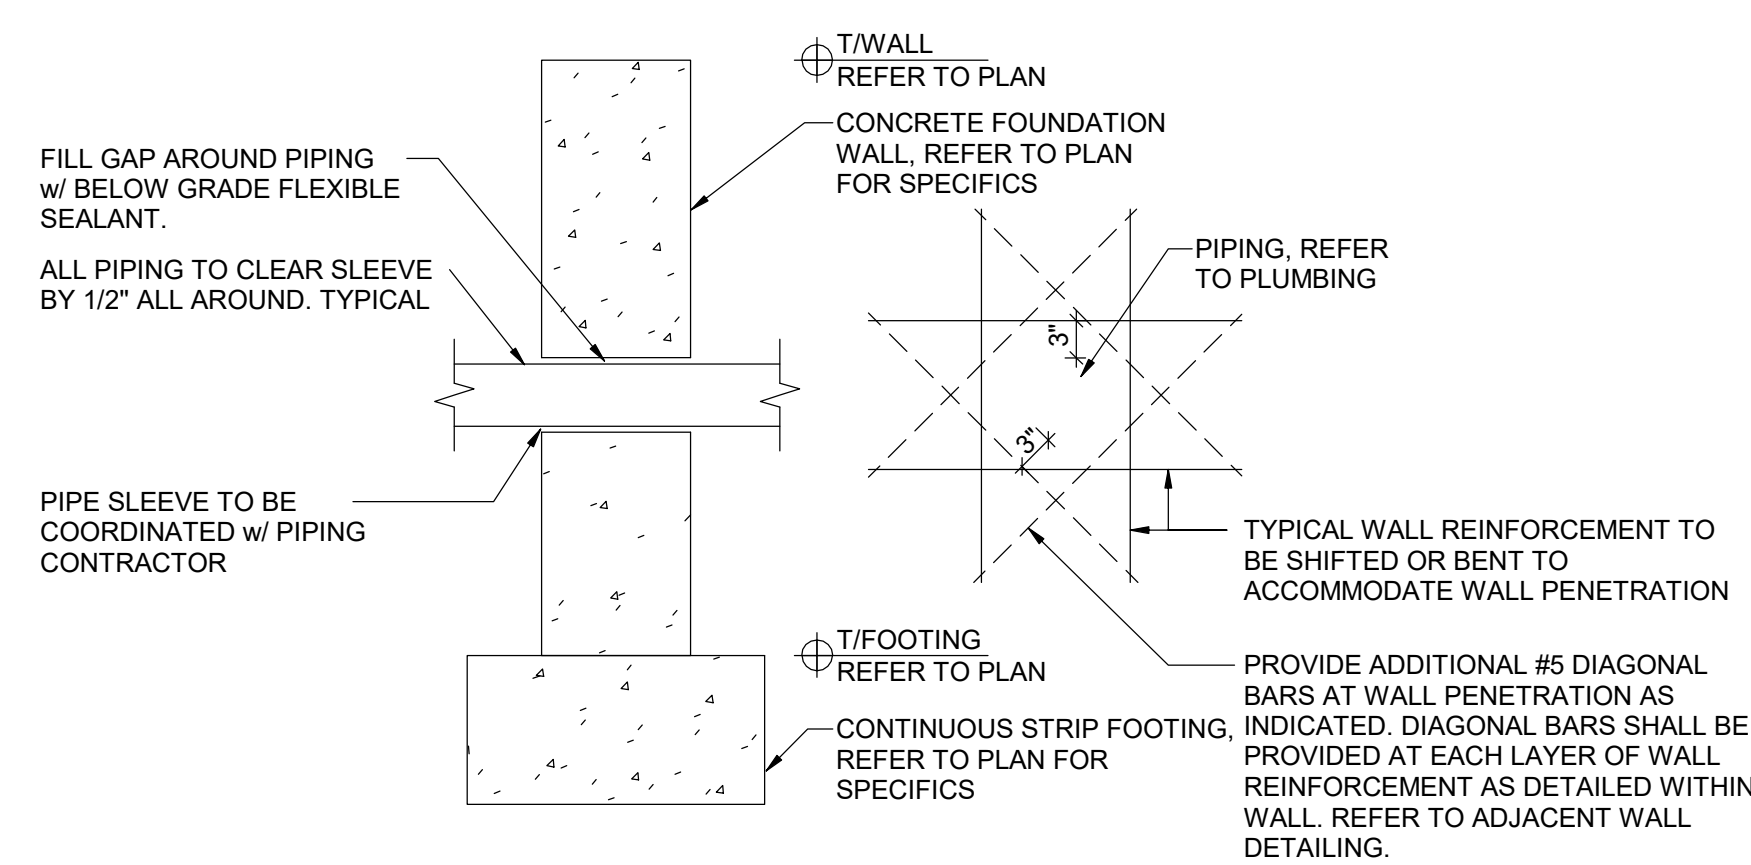 T/WALL
REFER TO PLAN
CONCRETE FOUNDATION
WALL, REFER TO PLAN
FOR SPECIFICS
FILL GAP AROUND PIPING
w/ BELOW GRADE FLEXIBLE
SEALANT.
ALL PIPING TO CLEAR SLEEVE
BY 1/2" ALL AROUND. TYPICAL
PIPING, REFER
TO PLUMBING
3"
3"
PIPE SLEEVE TO BE
COORDINATED w/ PIPING
CONTRACTOR
TYPICAL WALL REINFORCEMENT TO
BE SHIFTED OR BENT TO
ACCOMMODATE WALL PENETRATION
T/FOOTING
REFER TO PLAN
CONTINUOUS STRIP FOOTING,
REFER TO PLAN FOR
SPECIFICS
PROVIDE ADDITIONAL #5 DIAGONAL
BARS AT WALL PENETRATION AS
INDICATED. DIAGONAL BARS SHALL BE
PROVIDED AT EACH LAYER OF WALL
REINFORCEMENT AS DETAILED WITHIN
WALL. REFER TO ADJACENT WALL
DETAILING.